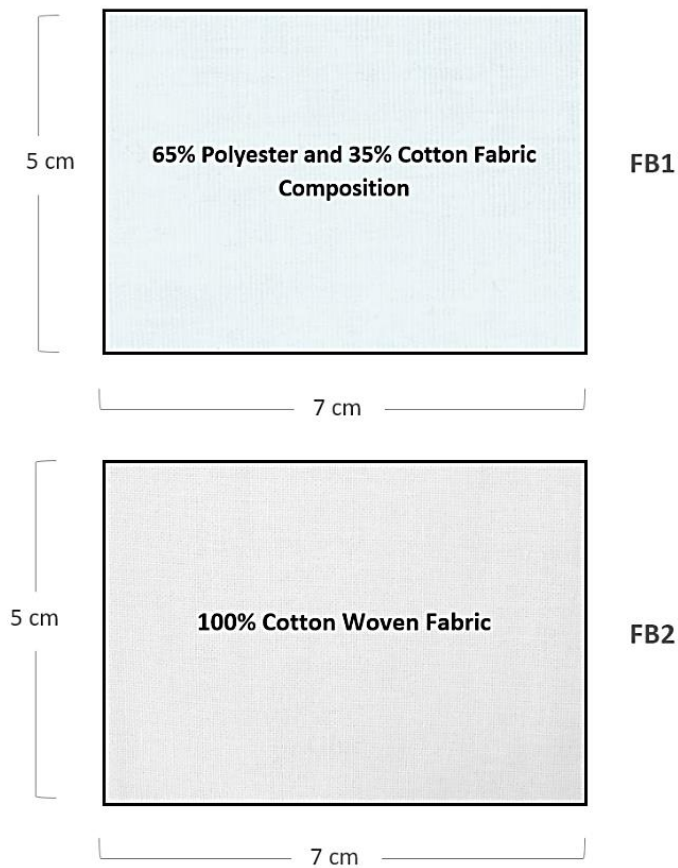 5 cm
65% Polyester and 35% Cotton Fabric
Composition
FB1
7 cm
5 cm
100% Cotton Woven Fabric
FB2
7 cm